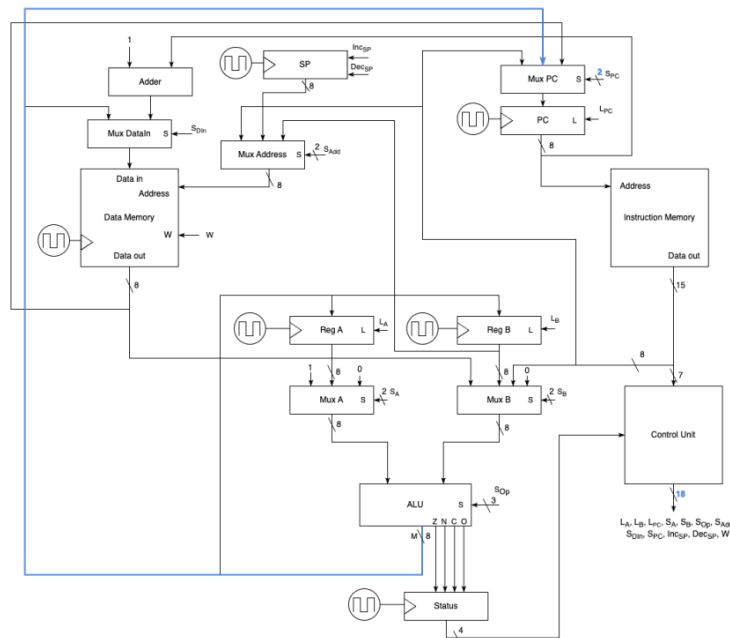 1
Inc_SP
SP
Dec_SP
Adder
8
Mux PC
S
2 S_PC
PC
L
L_PC
8
Mux DataIn
S
S_DIn
Mux Address
S
2 S_Add
8
Data in
Address
Data Memory
W
W
Data out
8
Address
Instruction Memory
Data out
15
Reg A
L
L_A
Reg B
L
L_B
8
7
1
8
0
Mux A
S
2 S_A
8
8
0
Mux B
S
2 S_B
8
Control Unit
18
ALU
S
S_Op
3
Z N C O
M
8
L_A, L_B, L_PC, S_A, S_B, S_Op, S_Ad
S_DIn, S_PC, Inc_SP, Dec_SP, W
Status
4